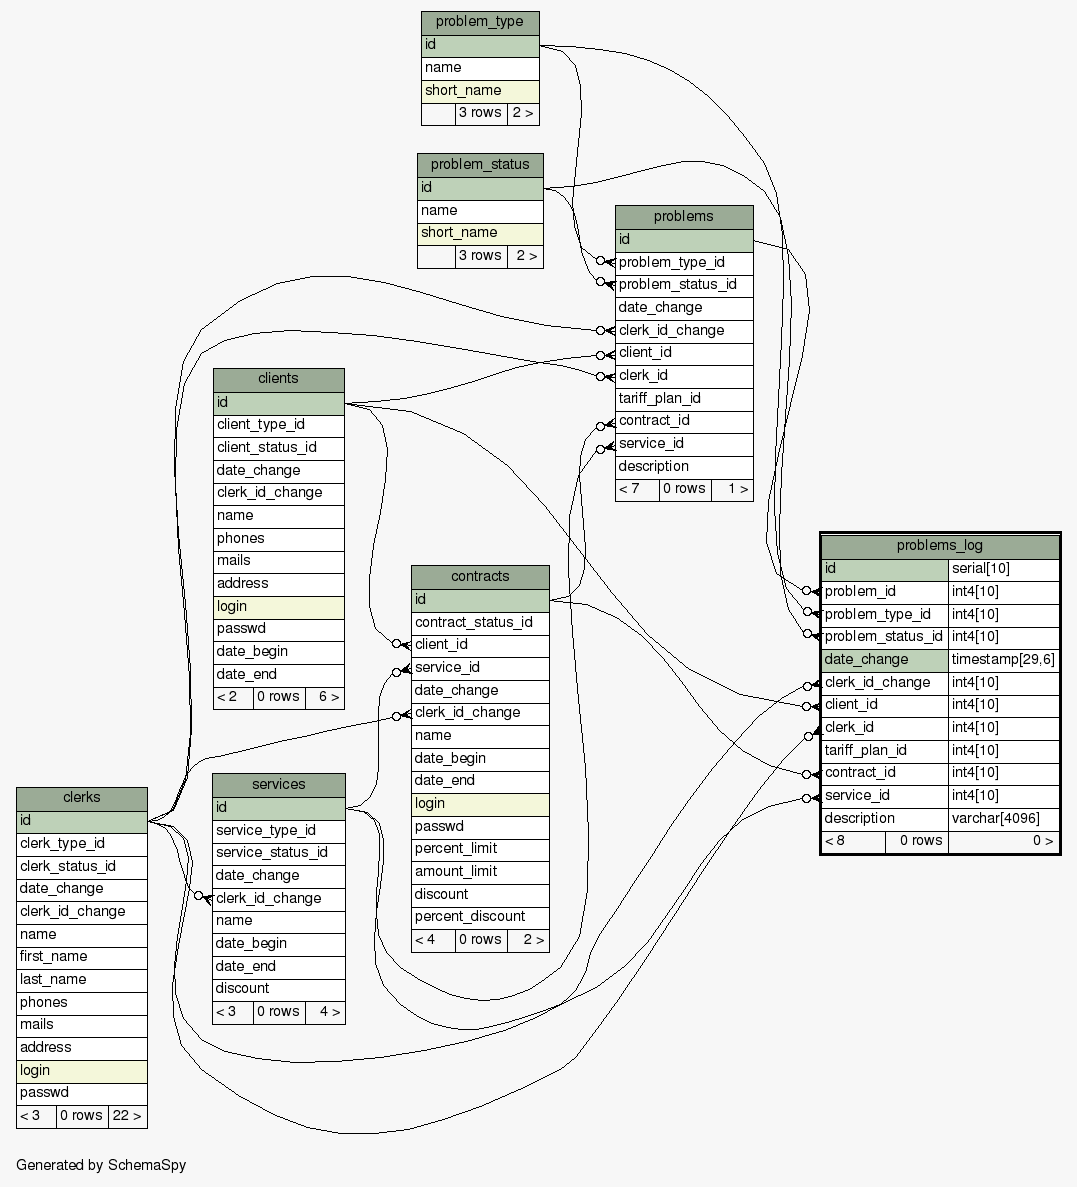 problem_type
id
name
short_name
3 rows 2 >
problem_status
id
name
short_name
3 rows 2 >
problems
id
problem_type_id
problem_status_id
date_change
clerk_id_change
client_id
clerk_id
tariff_plan_id
contract_id
service_id
description
< 7 0 rows 1 >
clients
id
client_type_id
client_status_id
date_change
clerk_id_change
name
phones
mails
address
login
passwd
date_begin
date_end
< 2 0 rows 6 >
problems_log
id serial[10]
problem_id int4[10]
problem_type_id int4[10]
problem_status_id int4[10]
date_change timestamp[29,6]
clerk_id_change int4[10]
client_id int4[10]
clerk_id int4[10]
tariff_plan_id int4[10]
contract_id int4[10]
service_id int4[10]
description varchar[4096]
< 8 0 rows 0 >
contracts
id
contract_status_id
client_id
service_id
date_change
clerk_id_change
name
date_begin
date_end
login
passwd
percent_limit
amount_limit
discount
percent_discount
< 4 0 rows 2 >
services
id
service_type_id
service_status_id
date_change
clerk_id_change
name
date_begin
date_end
discount
< 3 0 rows 4 >
clerks
id
clerk_type_id
clerk_status_id
date_change
clerk_id_change
name
first_name
last_name
phones
mails
address
login
passwd
< 3 0 rows 22 >
Generated by SchemaSpy